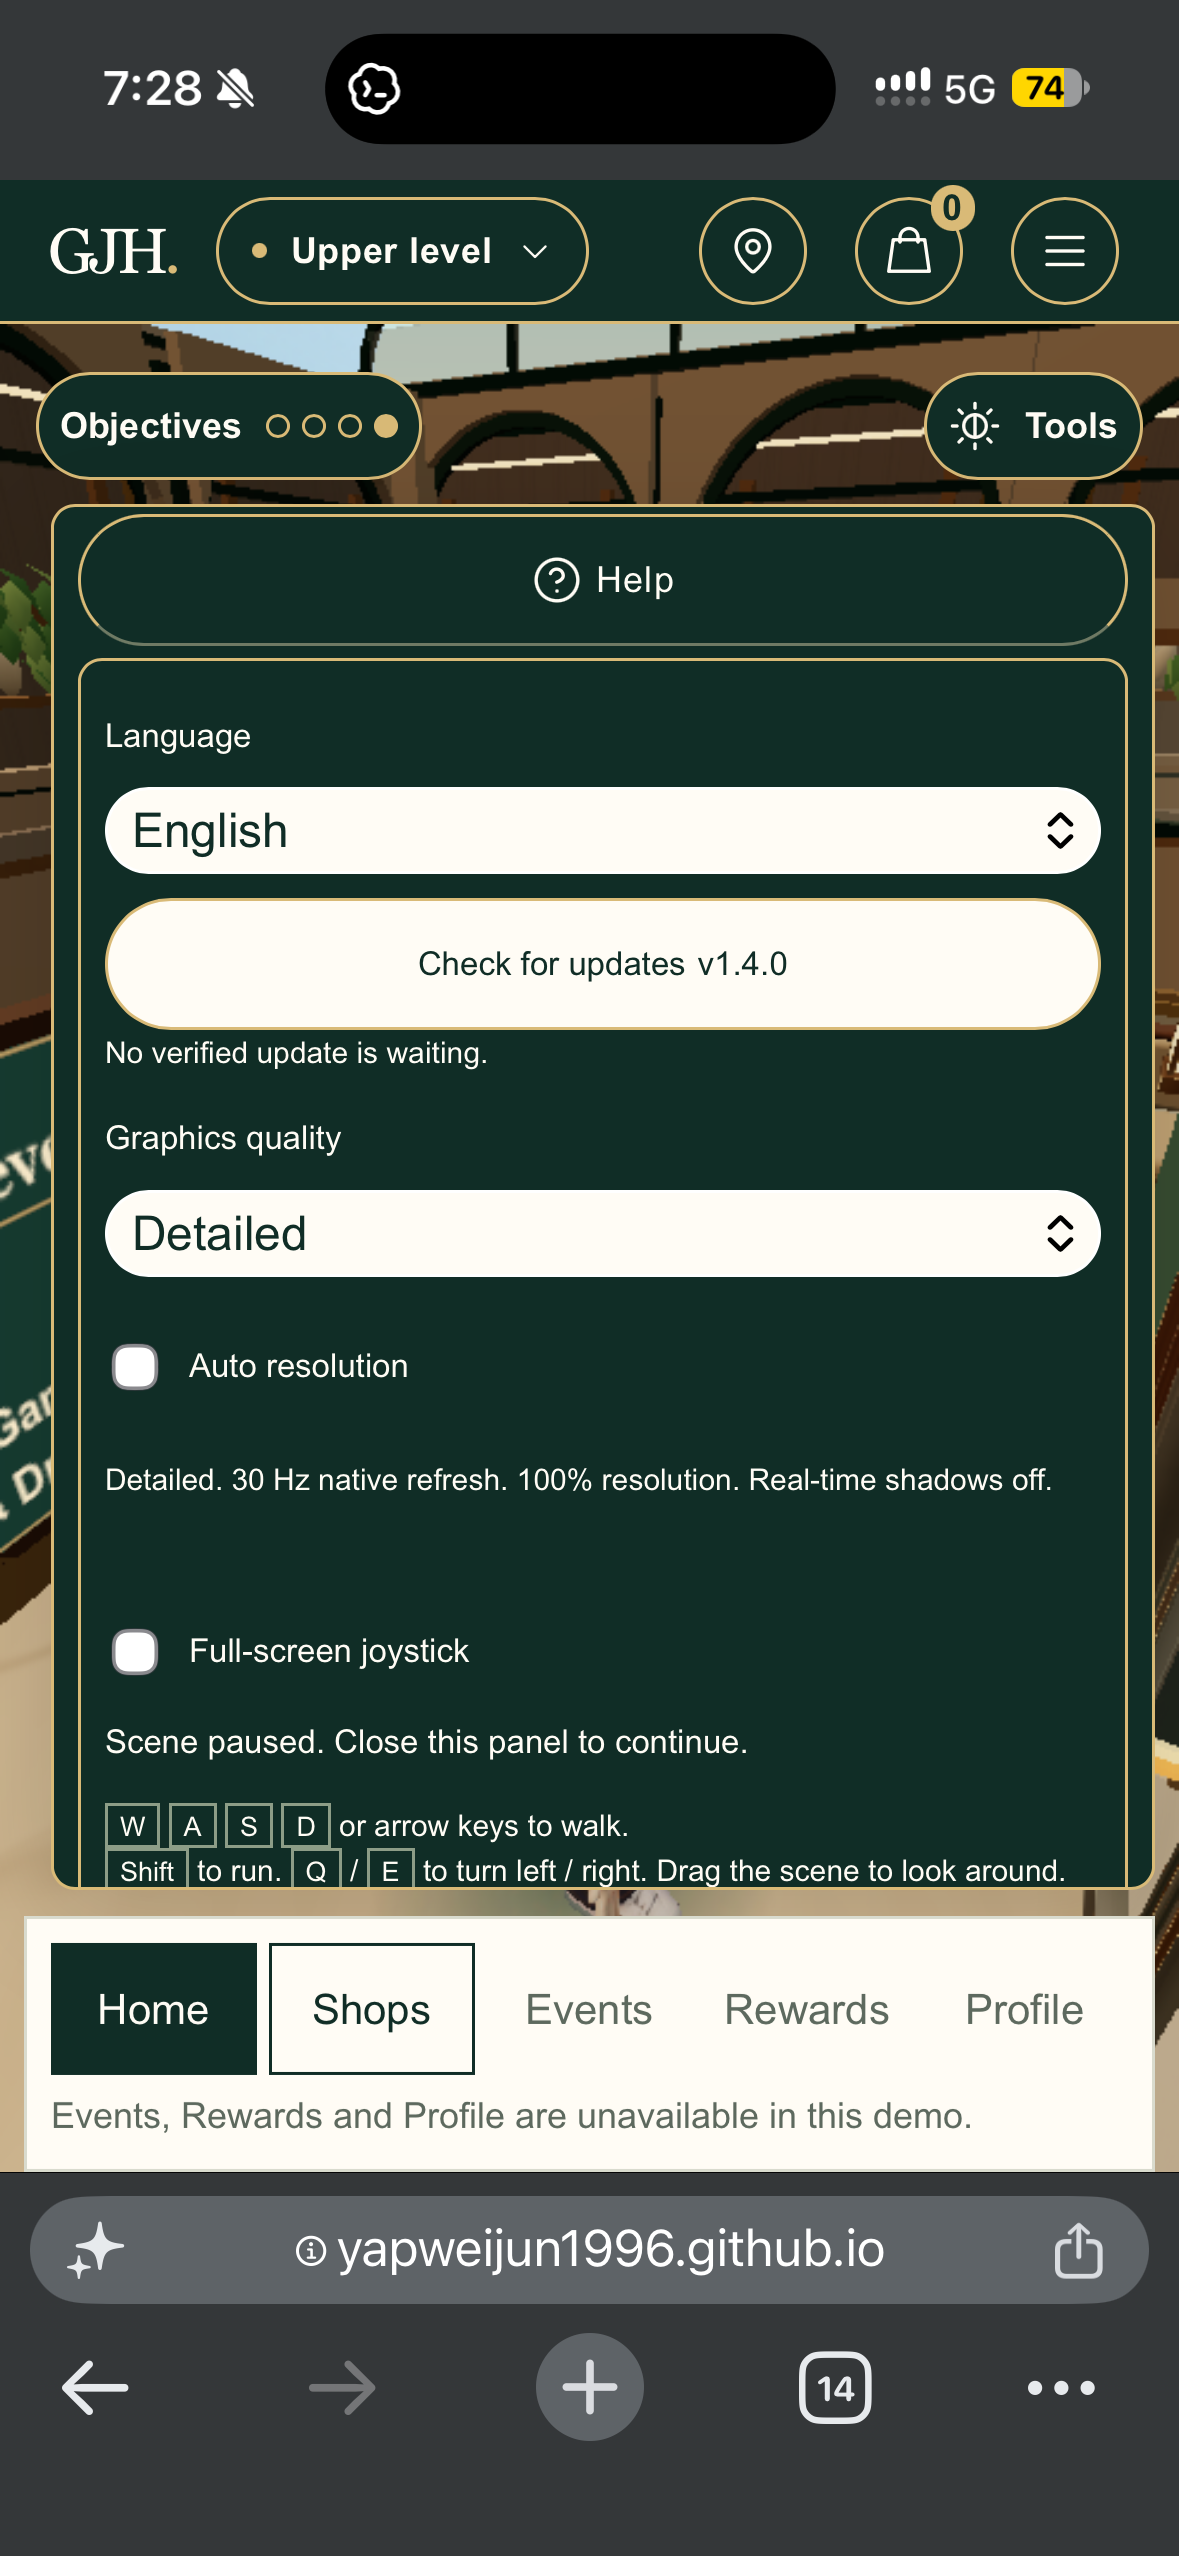 7:28
5G
74
GJH.
Upper level
0
Objectives
Tools
Help
Language
English
Check for updates v1.4.0
No verified update is waiting.
Graphics quality
Detailed
Auto resolution
Detailed. 30 Hz native refresh. 100% resolution. Real-time shadows off.
Full-screen joystick
Scene paused. Close this panel to continue.
W A S D or arrow keys to walk.
Shift to run. Q / E to turn left / right. Drag the scene to look around.
Home
Shops
Events
Rewards
Profile
Events, Rewards and Profile are unavailable in this demo.
yapweijun1996.github.io
14